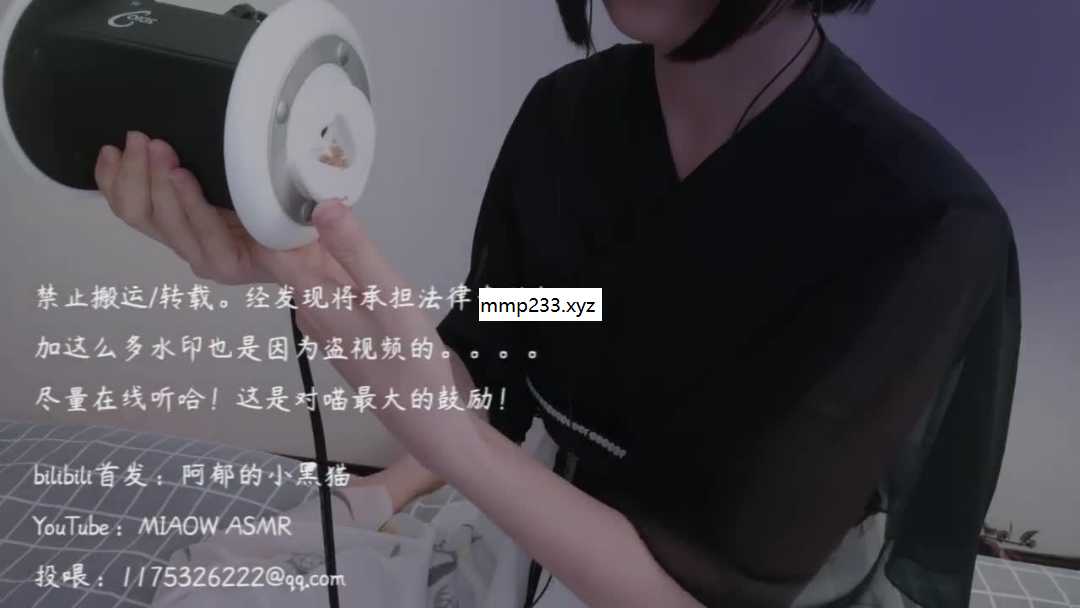 3Dio
禁止搬运/转载。经发现将承担法律
mmp233.xyz
加这么多水印也是因为盗视频的。。。。
尽量在线听哈！这是对喵最大的鼓励！
bilibili首发：阿郁的小黑猫
YouTube：MIAOW ASMR
投喂：1175326222@qq.com